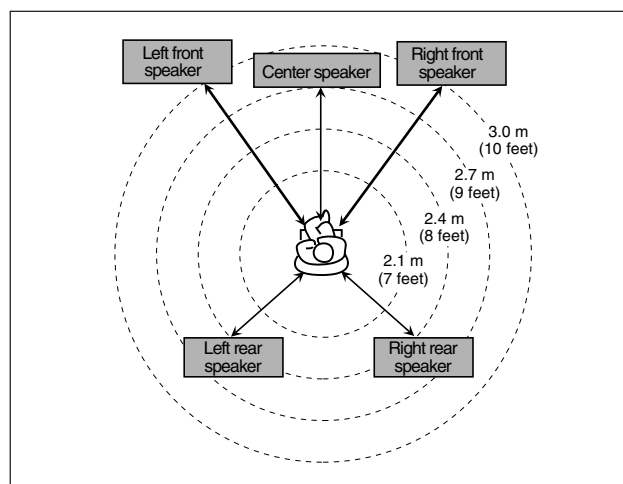 Left front
speaker
Center speaker
Right front
speaker
3.0 m
(10 feet)
2.7 m
(9 feet)
2.4 m
(8 feet)
2.1 m
(7 feet)
Left rear
speaker
Right rear
speaker